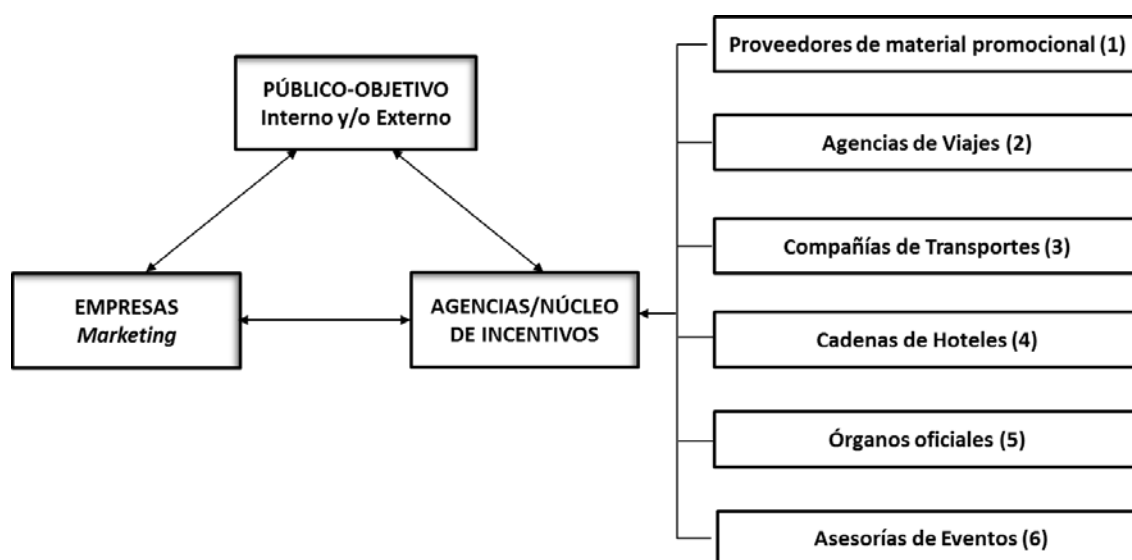 PÚBLICO-OBJETIVO
Interno y/o Externo
EMPRESAS
Marketing
AGENCIAS/NÚCLEO
DE INCENTIVOS
Proveedores de material promocional (1)
Agencias de Viajes (2)
Compañías de Transportes (3)
Cadenas de Hoteles (4)
Órganos oficiales (5)
Asesorías de Eventos (6)